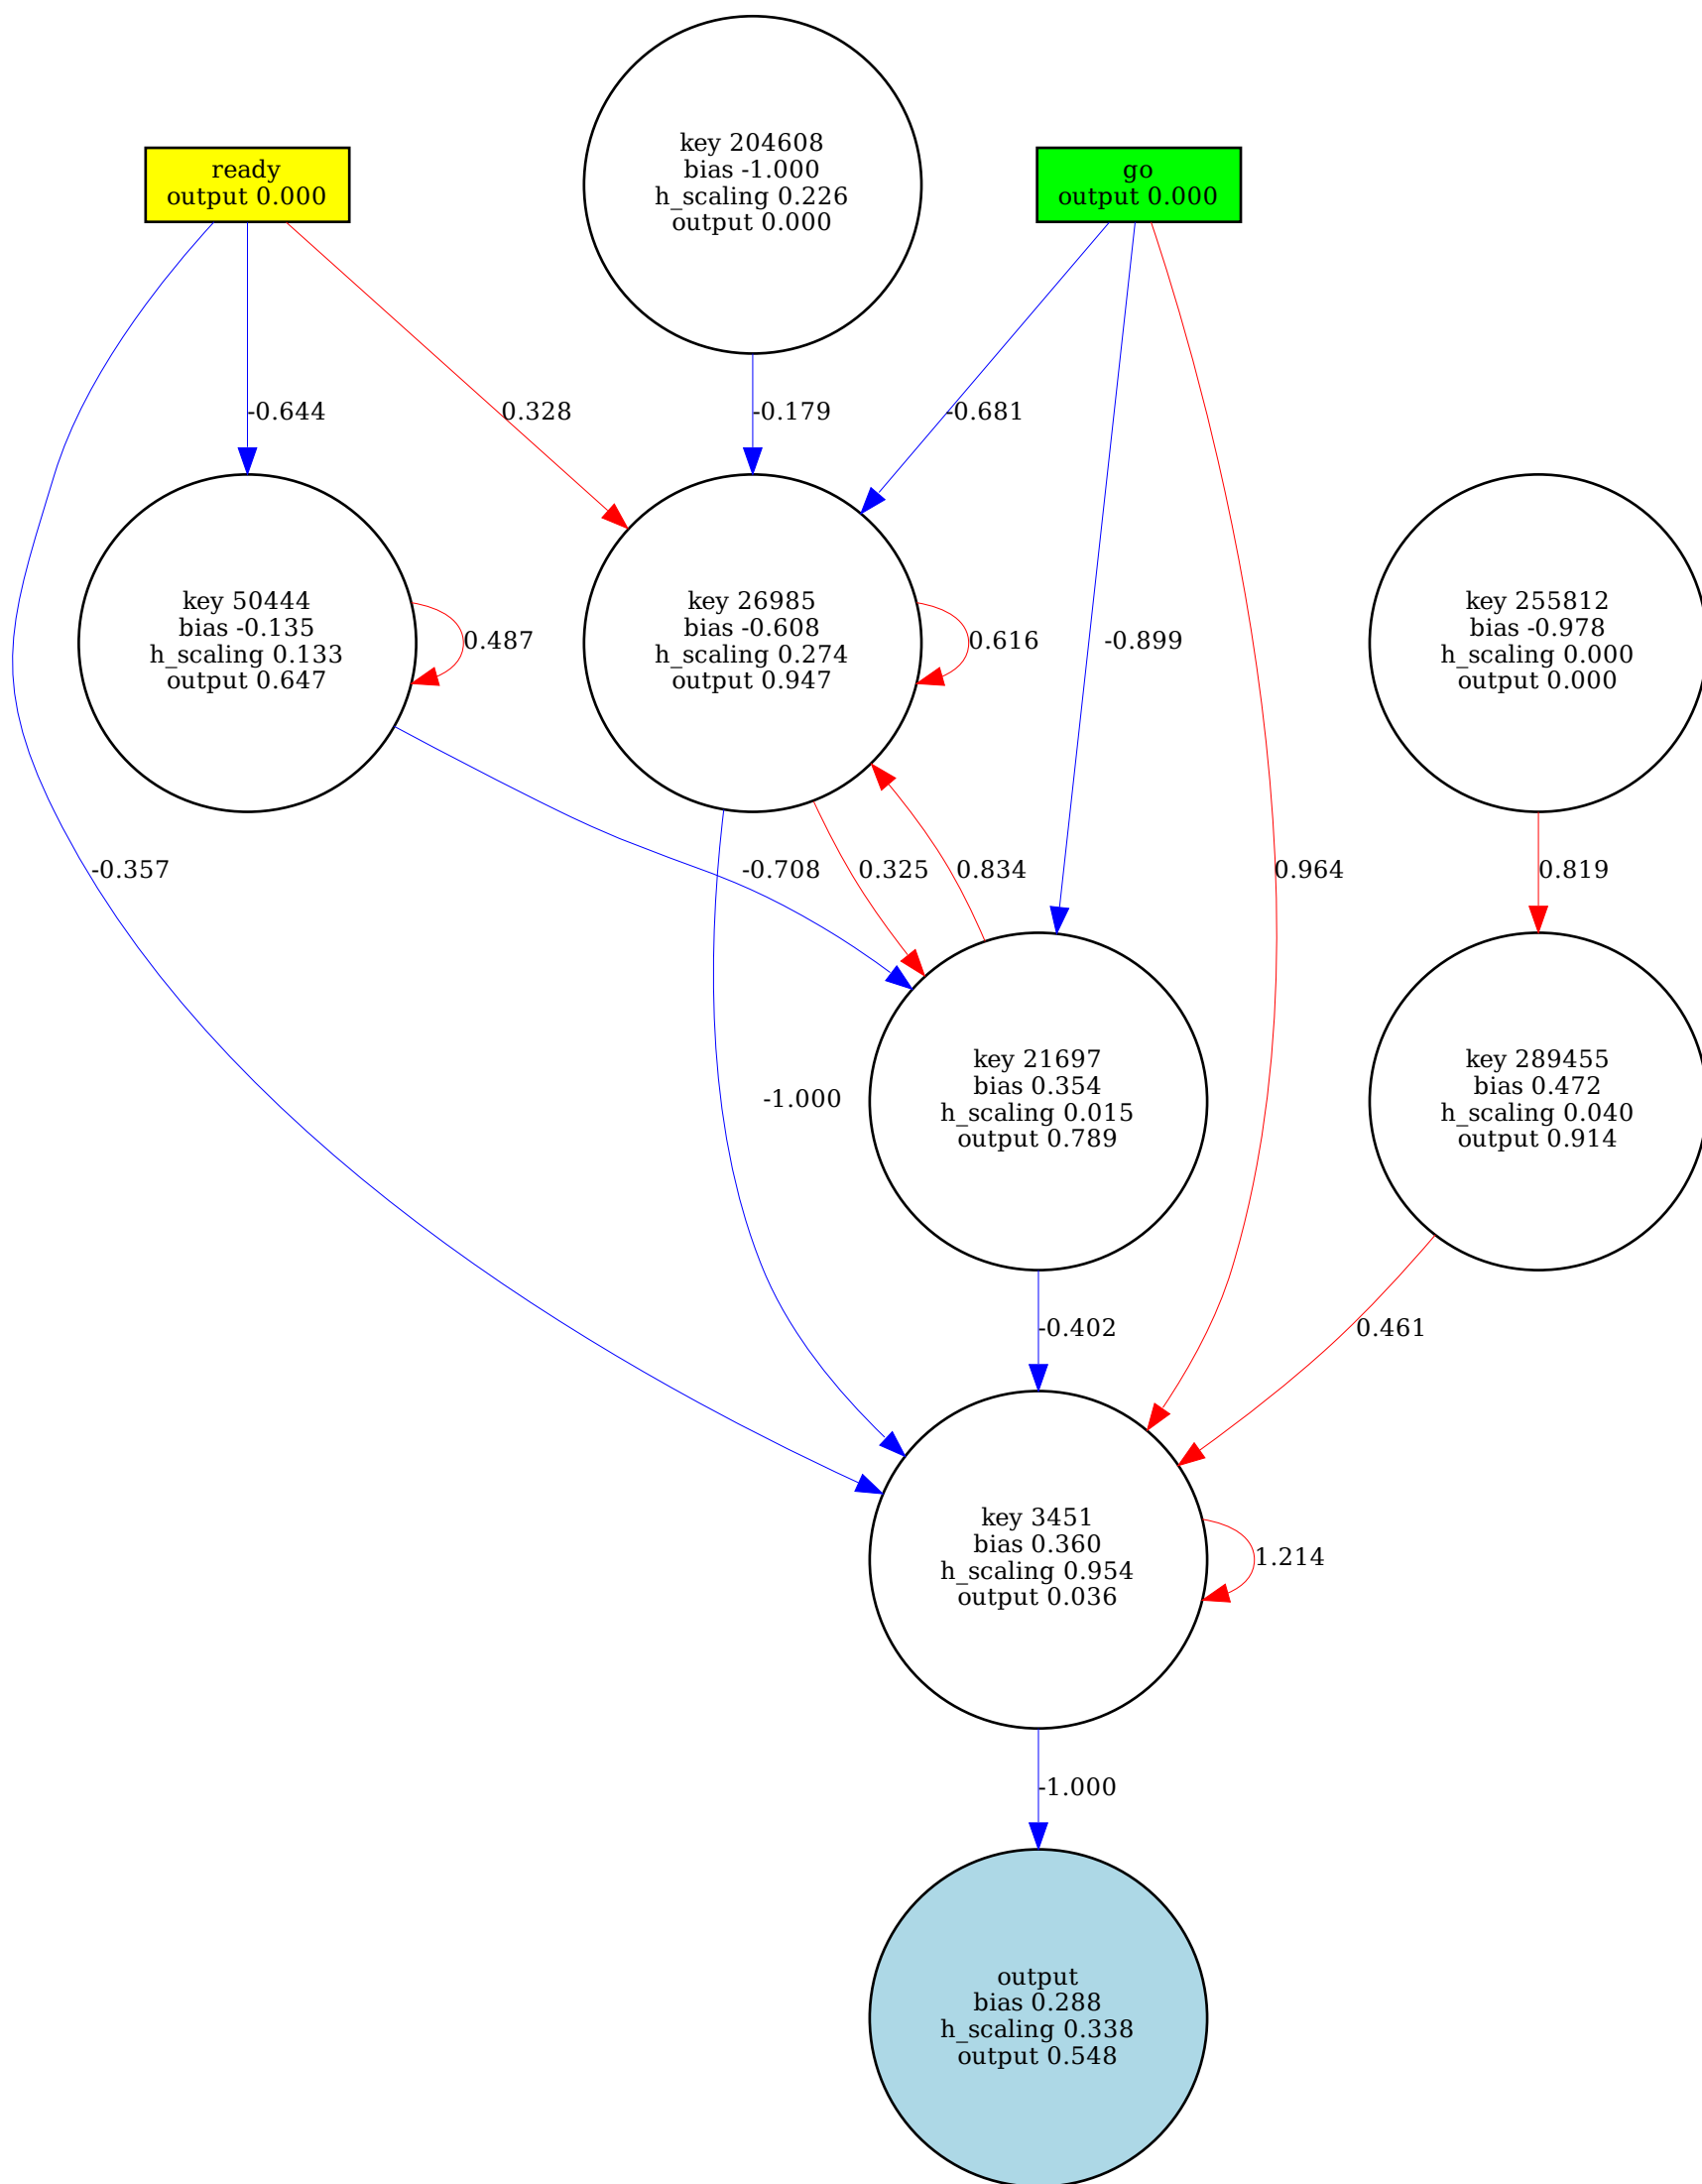 key 204608
bias -1.000
h_scaling 0.226
output 0.000
ready
output 0.000
go
output 0.000
-0.644
0.328
-0.179
-0.681
key 50444
bias -0.135
h_scaling 0.133
output 0.647
0.487
key 26985
bias -0.608
h_scaling 0.274
output 0.947
0.616
-0.899
key 255812
bias -0.978
h_scaling 0.000
output 0.000
-0.357
-0.708
0.325
0.834
0.964
0.819
-1.000
key 21697
bias 0.354
h_scaling 0.015
output 0.789
key 289455
bias 0.472
h_scaling 0.040
output 0.914
-0.402
0.461
key 3451
bias 0.360
h_scaling 0.954
output 0.036
1.214
-1.000
output
bias 0.288
h_scaling 0.338
output 0.548